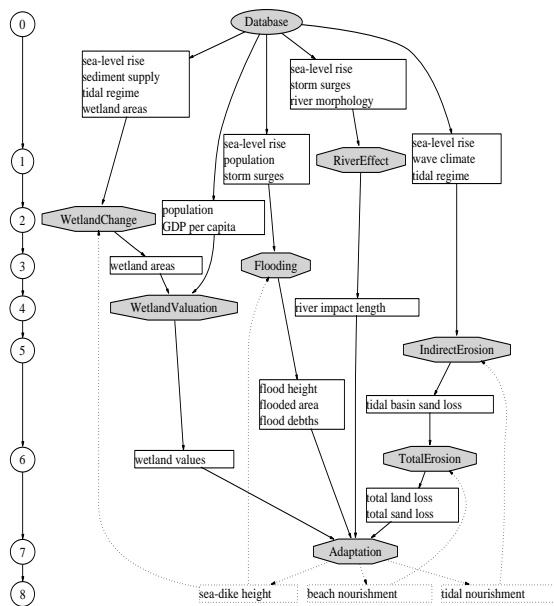 0
Database
sea-level rise
sediment supply
tidal regime
wetland areas
sea-level rise
storm surges
river morphology
sea-level rise
population
storm surges
sea-level rise
wave climate
tidal regime
1
RiverEffect
2
WetlandChange
population
GDP per capita
3
wetland areas
Flooding
4
WetlandValuation
river impact length
5
IndirectErosion
flood height
flooded area
flood debths
tidal basin sand loss
6
wetland values
TotalErosion
total land loss
total sand loss
7
Adaptation
8
sea-dike height
beach nourishment
tidal nourishment